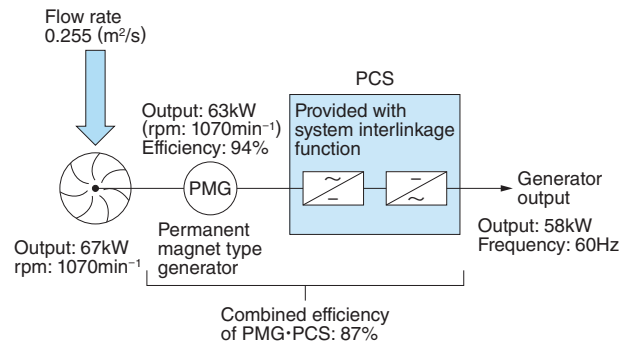 Flow rate
0.255 (m²/s)
PCS
Output: 63kW
(rpm: 1070min⁻¹)
Efficiency: 94%
Provided with
system interlinkage
function
PMG
~
−
−
~
Generator
output
Output: 67kW
rpm: 1070min⁻¹
Permanent
magnet type
generator
Output: 58kW
Frequency: 60Hz
Combined efficiency
of PMG·PCS: 87%